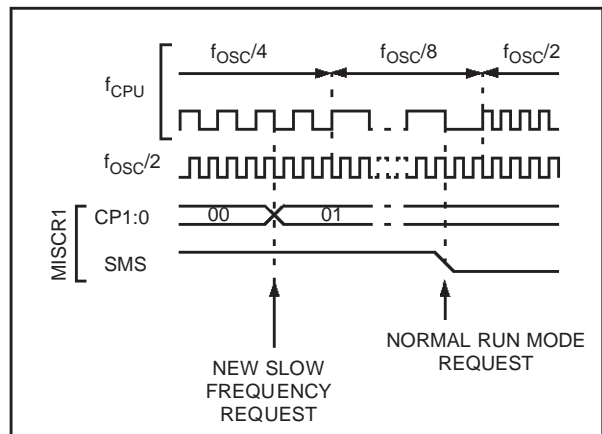 fOSC/4 fOSC/8 fOSC/2
fCPU
fOSC/2
MISCR1
CP1:0 00 01
SMS
NEW SLOW
FREQUENCY
REQUEST
NORMAL RUN MODE
REQUEST